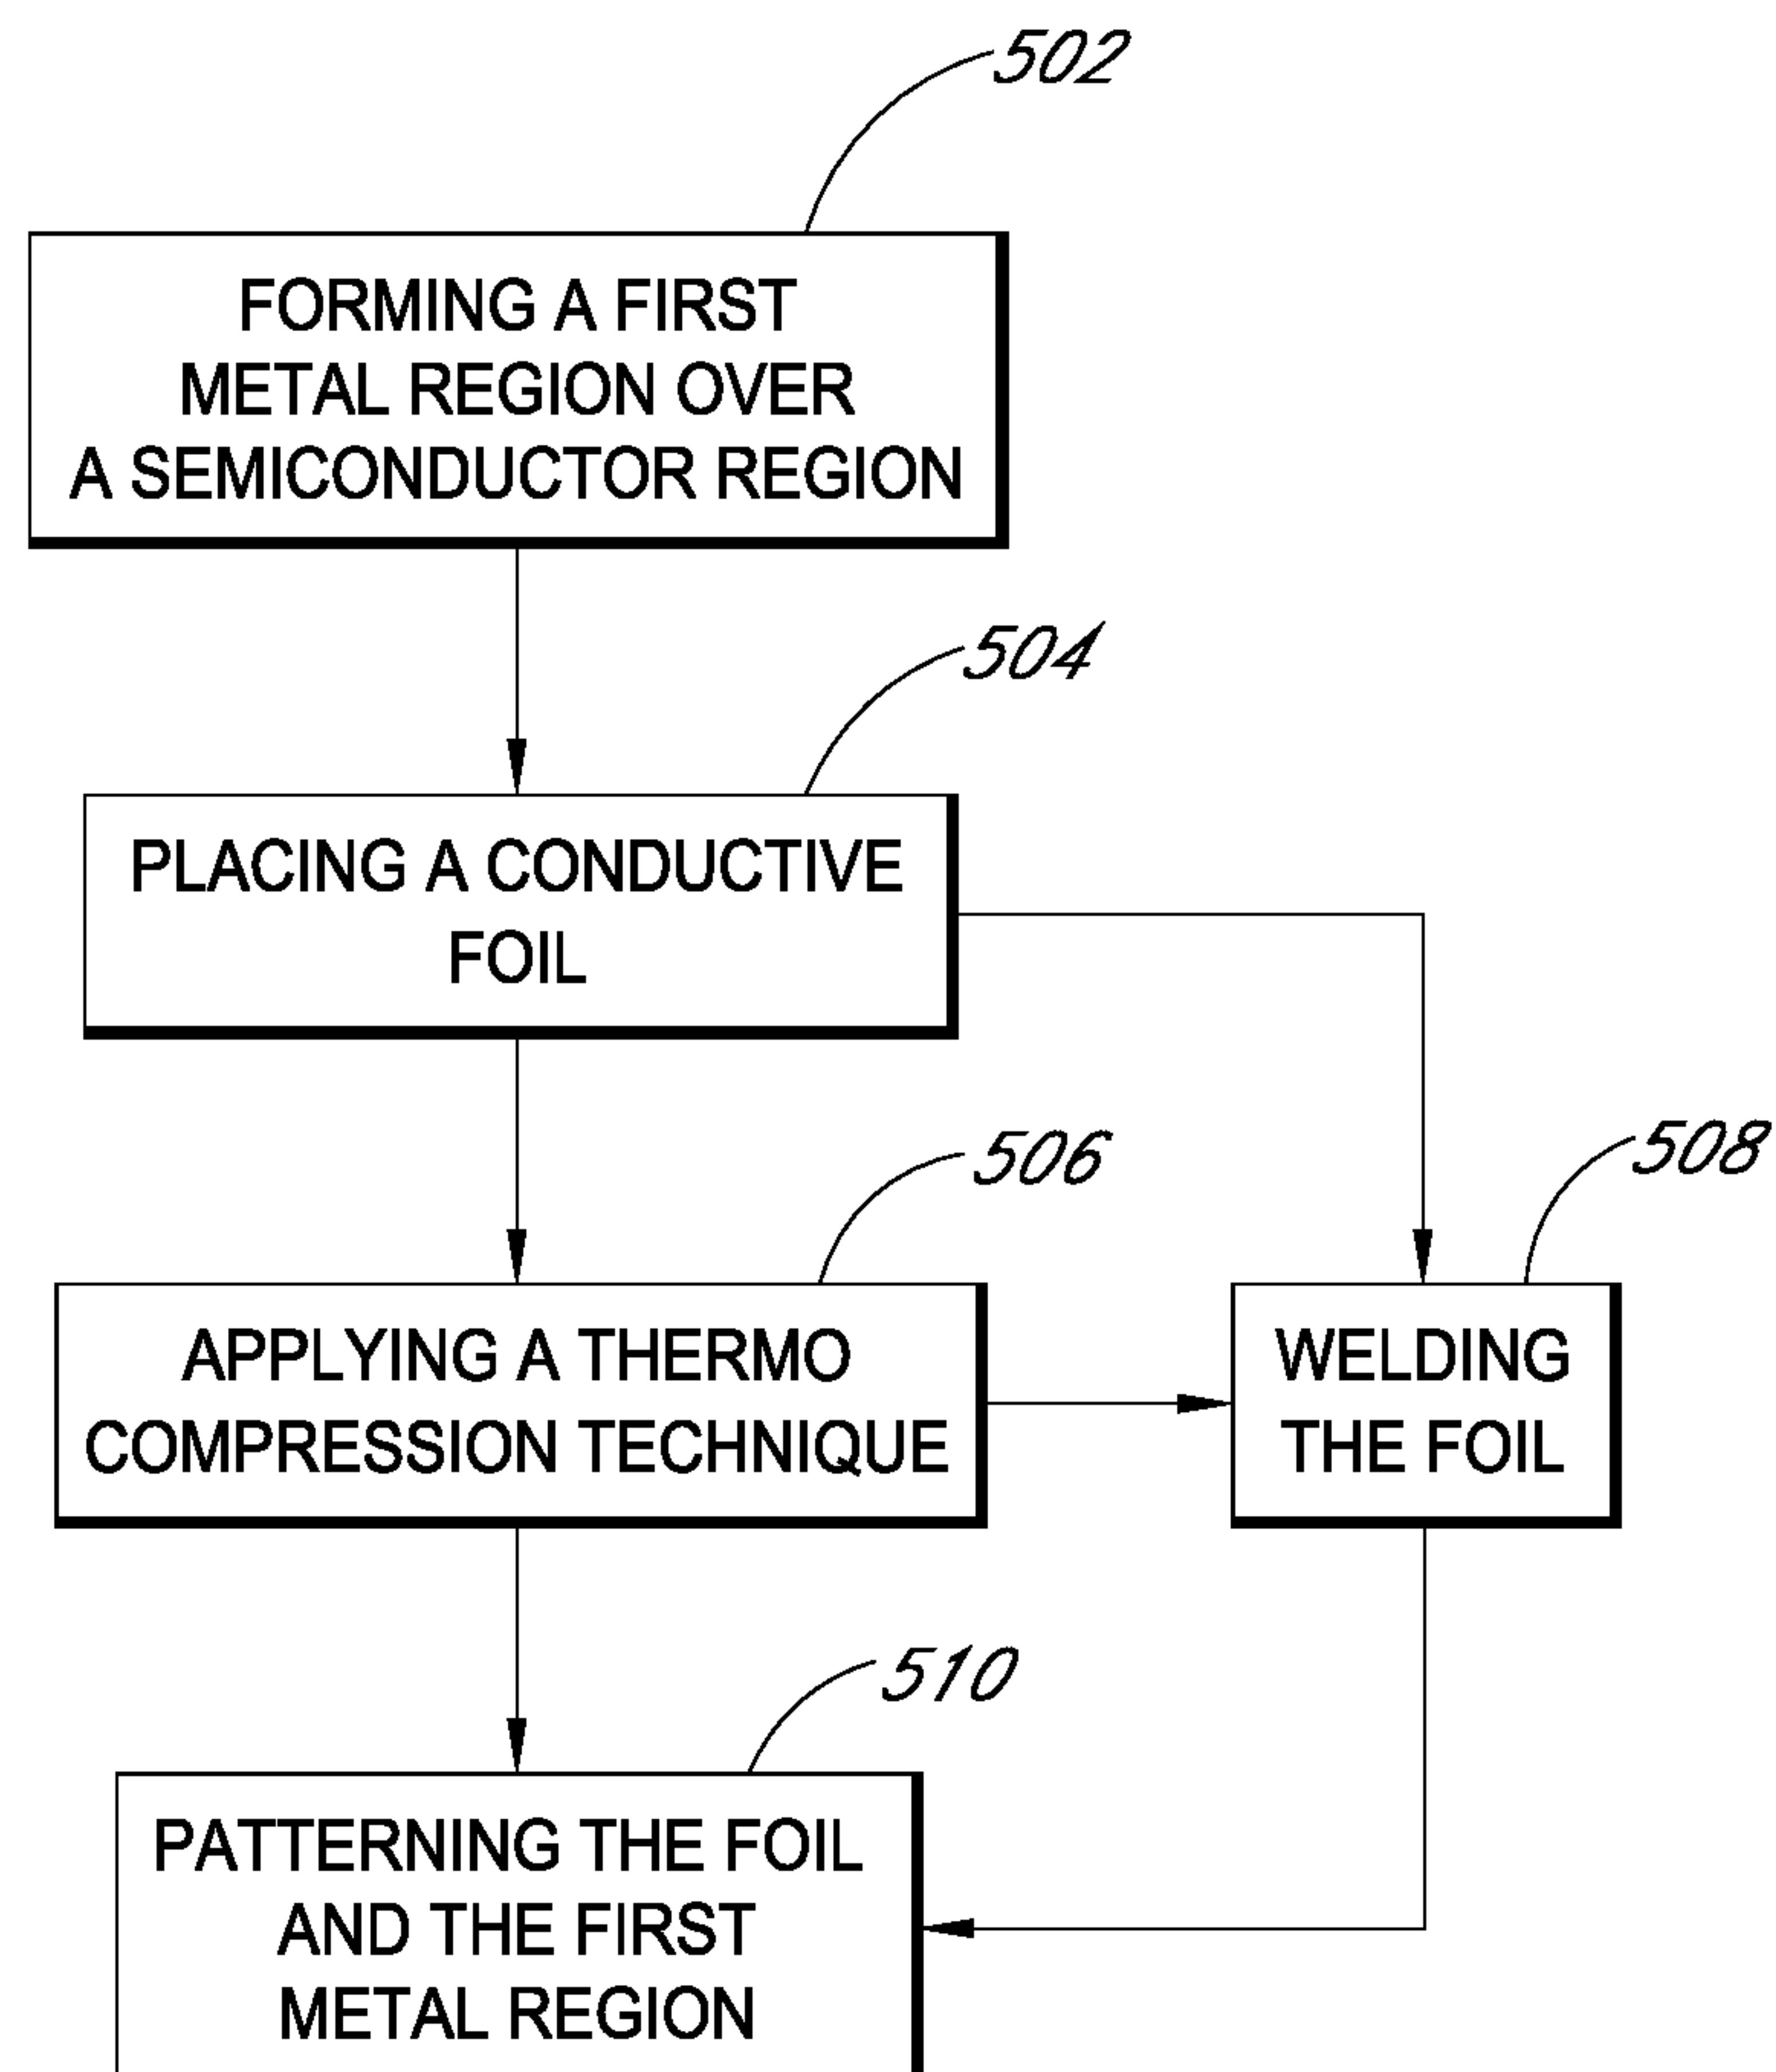 502
FORMING A FIRST
METAL REGION OVER
A SEMICONDUCTOR REGION
504
PLACING A CONDUCTIVE
FOIL
506
APPLYING A THERMO
COMPRESSION TECHNIQUE
508
WELDING
THE FOIL
510
PATTERNING THE FOIL
AND THE FIRST
METAL REGION